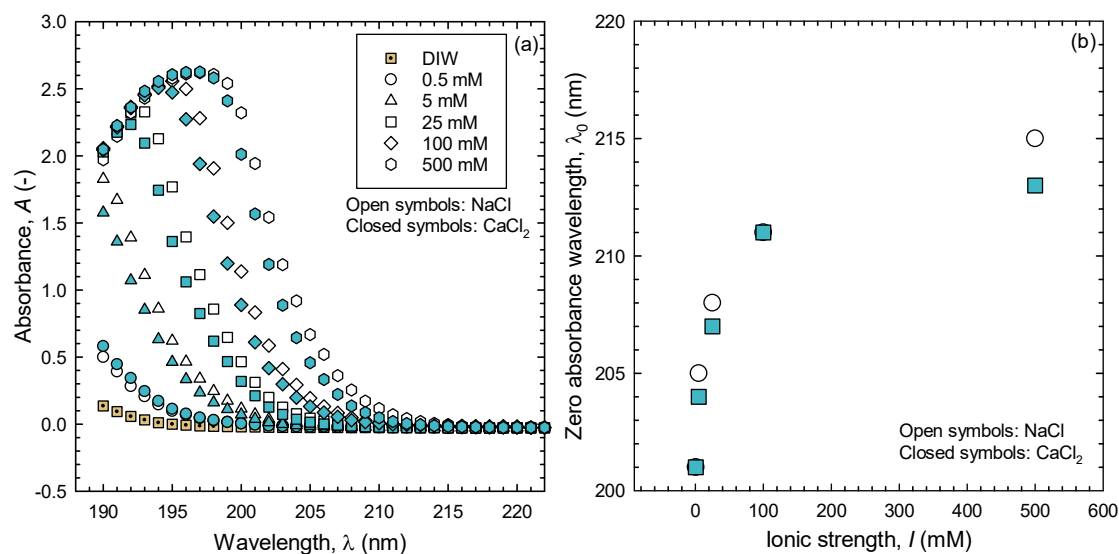 (a)
3.0
2.5
2.0
1.5
1.0
0.5
0.0
-0.5
Absorbance, A (-)
DIW
0.5 mM
5 mM
25 mM
100 mM
500 mM
Open symbols: NaCl
Closed symbols: CaCl₂
190 195 200 205 210 215 220
Wavelength, λ (nm)
(b)
220
215
210
205
200
Zero absorbance wavelength, λ₀ (nm)
Open symbols: NaCl
Closed symbols: CaCl₂
0 100 200 300 400 500 600
Ionic strength, I (mM)